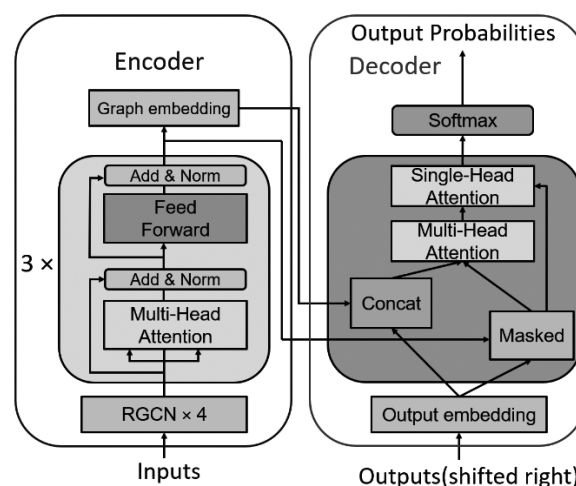 Encoder
Graph embedding
Add & Norm
Feed
Forward
3 ×
Add & Norm
Multi-Head
Attention
RGCN × 4
Inputs
Output Probabilities
Decoder
Softmax
Single-Head
Attention
Multi-Head
Attention
Concat
Masked
Output embedding
Outputs(shifted right)